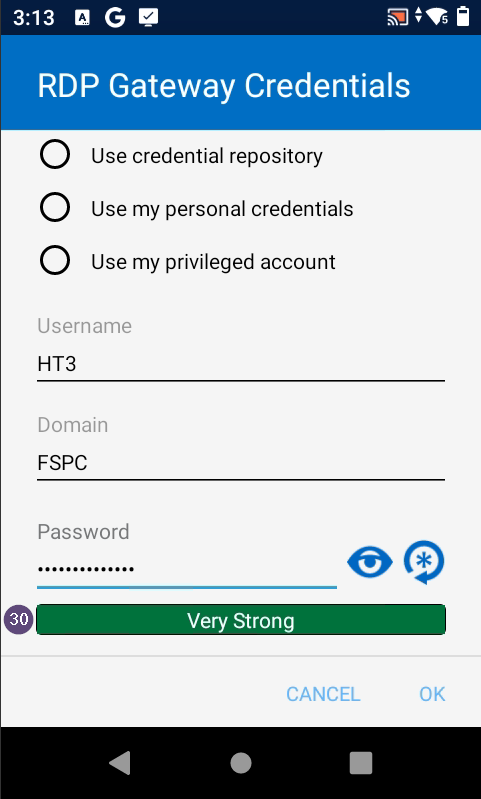 3:13
A
G
5
RDP Gateway Credentials
Use credential repository
Use my personal credentials
Use my privileged account
Username
HT3
Domain
FSPC
Password
••••••••••••••
30
Very Strong
CANCEL
OK